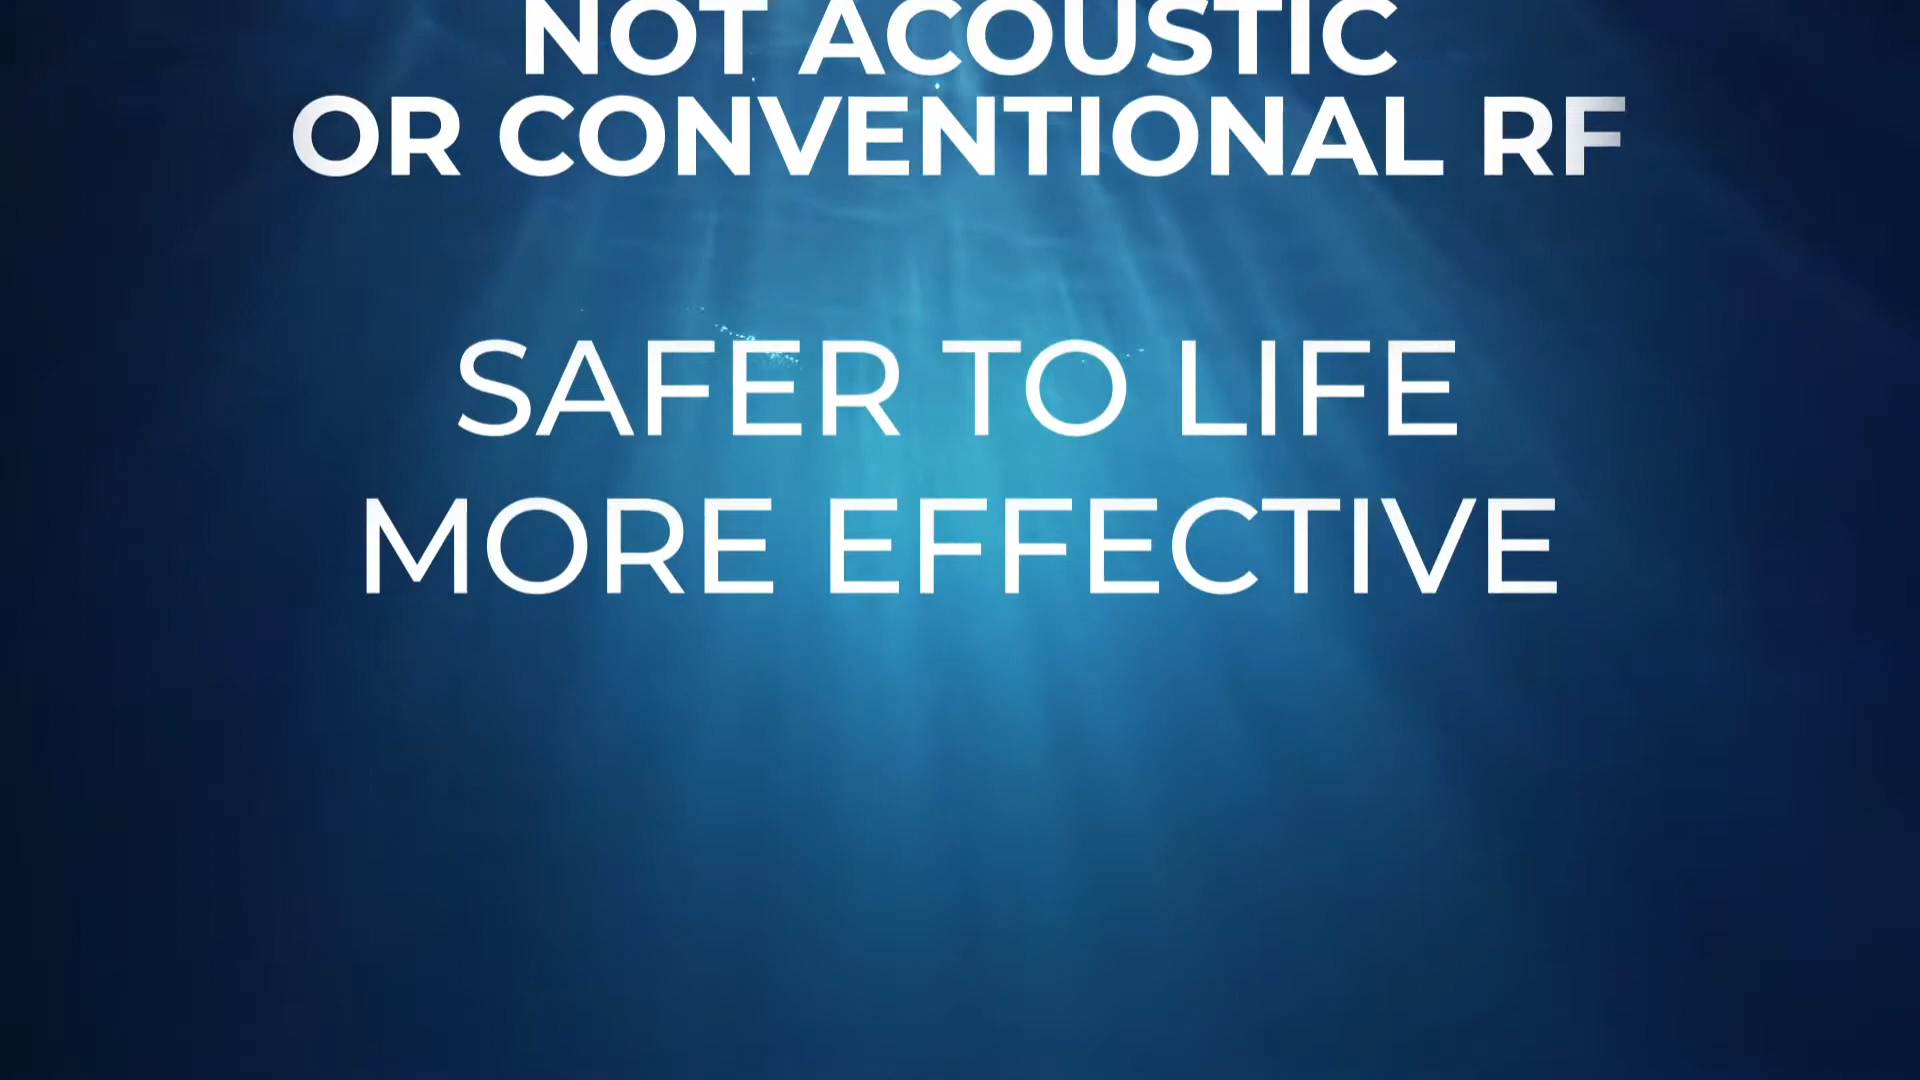 NOT ACOUSTIC
OR CONVENTIONAL RF
SAFER TO LIFE
MORE EFFECTIVE